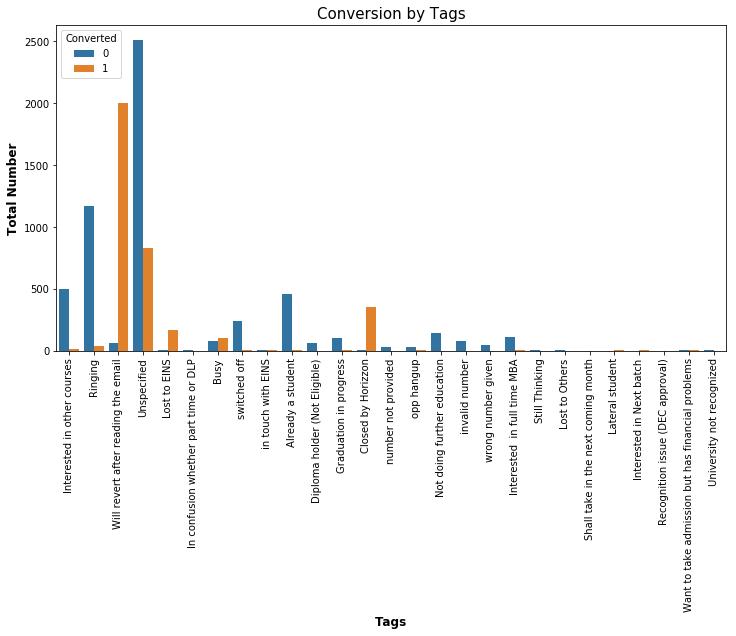 Conversion by Tags
Converted
0
1
Total Number
2500
2000
1500
1000
500
0
Interested in other courses
Ringing
Will revert after reading the email
Unspecified
Lost to EINS
In confusion whether part time or DLP
Busy
switched off
in touch with EINS
Already a student
Diploma holder (Not Eligible)
Graduation in progress
Closed by Horizzon
number not provided
opp hangup
Not doing further education
invalid number
wrong number given
Interested  in full time MBA
Still Thinking
Lost to Others
Shall take in the next coming month
Lateral student
Interested in Next batch
Recognition issue (DEC approval)
Want to take admission but has financial problems
University not recognized
Tags